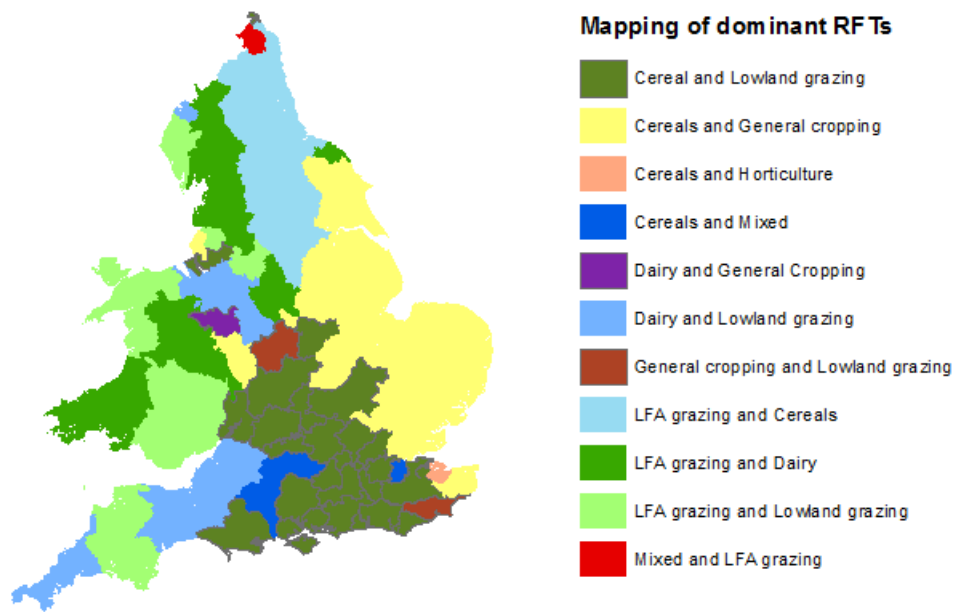 Mapping of dominant RFTs
Cereal and Lowland grazing
Cereals and General cropping
Cereals and Horticulture
Cereals and Mixed
Dairy and General Cropping
Dairy and Lowland grazing
General cropping and Lowland grazing
LFA grazing and Cereals
LFA grazing and Dairy
LFA grazing and Lowland grazing
Mixed and LFA grazing